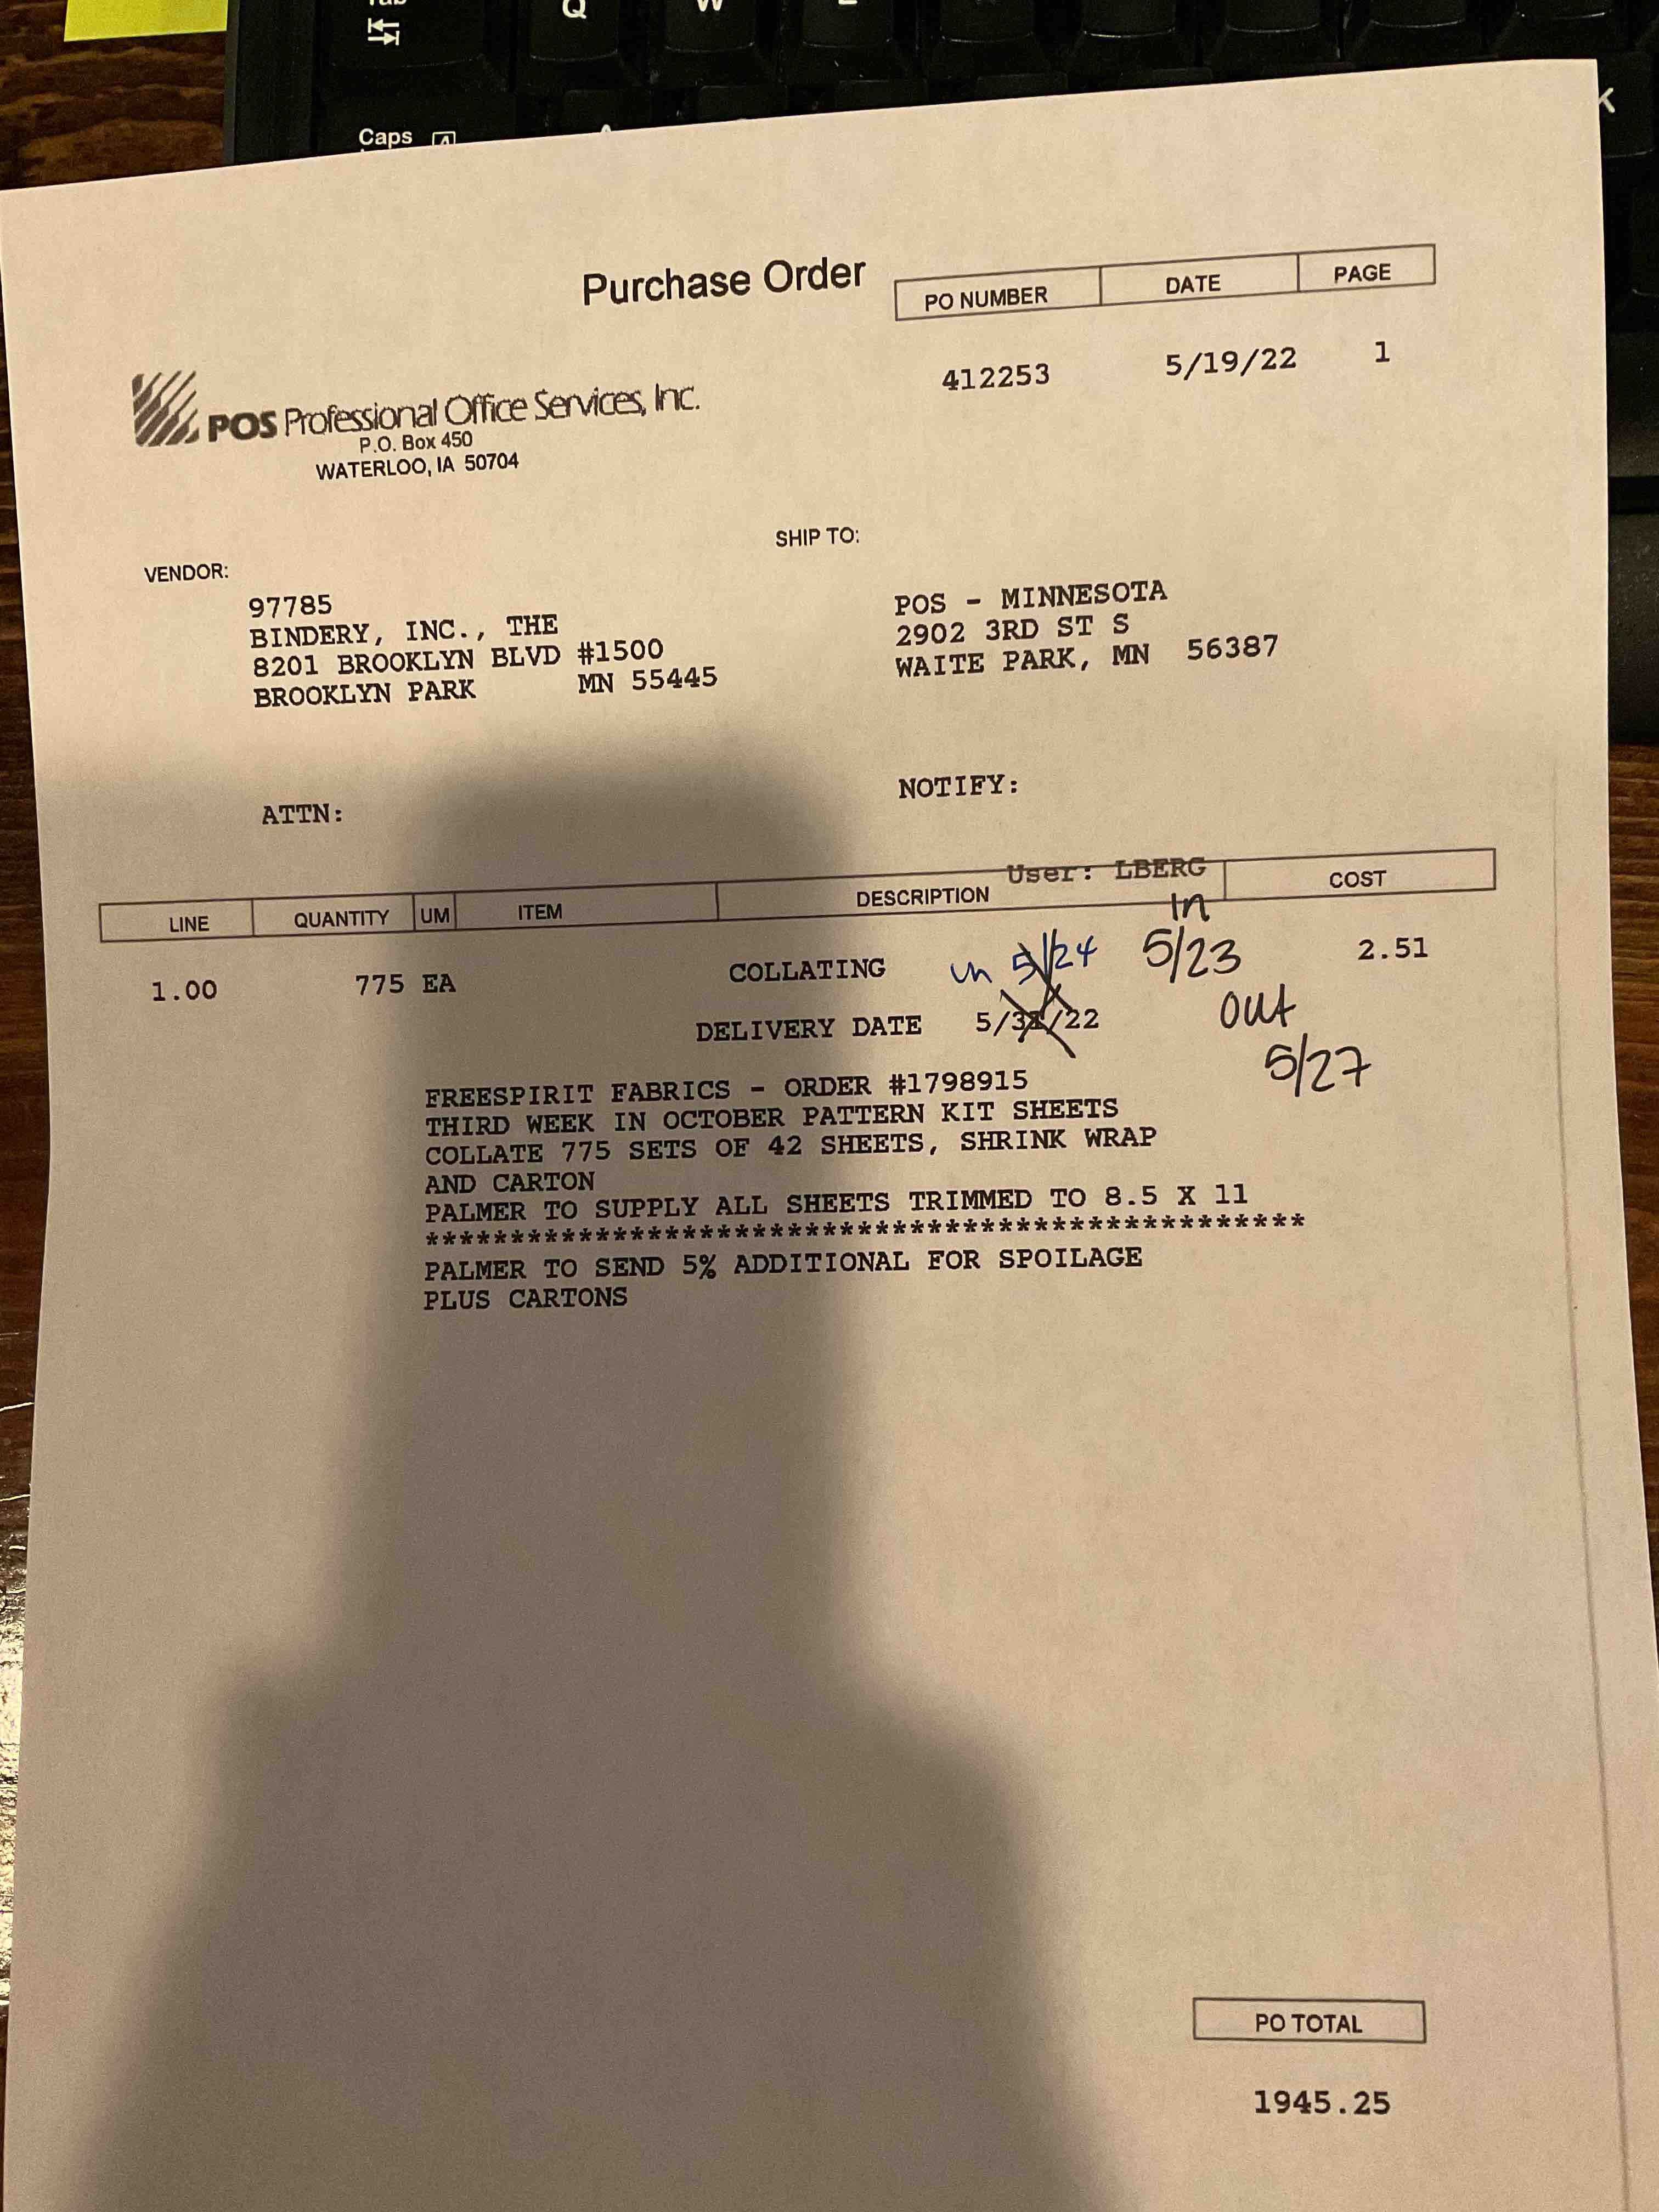 Tab
Q W
Caps
A
K
Purchase Order
PO NUMBER DATE PAGE
412253 5/19/22 1
POS Professional Office Services, Inc.
P.O. Box 450
WATERLOO, IA 50704
SHIP TO:
VENDOR:
97785
BINDERY, INC., THE
8201 BROOKLYN BLVD #1500
BROOKLYN PARK MN 55445
POS - MINNESOTA
2902 3RD ST S
WAITE PARK, MN 56387
NOTIFY:
ATTN:
User: LBERG
LINE QUANTITY UM ITEM DESCRIPTION COST
In
1.00 775 EA COLLATING in 5/24 5/23 2.51
DELIVERY DATE 5/31/22 out
5/27
FREESPIRIT FABRICS - ORDER #1798915
THIRD WEEK IN OCTOBER PATTERN KIT SHEETS
COLLATE 775 SETS OF 42 SHEETS, SHRINK WRAP
AND CARTON
PALMER TO SUPPLY ALL SHEETS TRIMMED TO 8.5 X 11
****************************************************
PALMER TO SEND 5% ADDITIONAL FOR SPOILAGE
PLUS CARTONS
PO TOTAL
1945.25